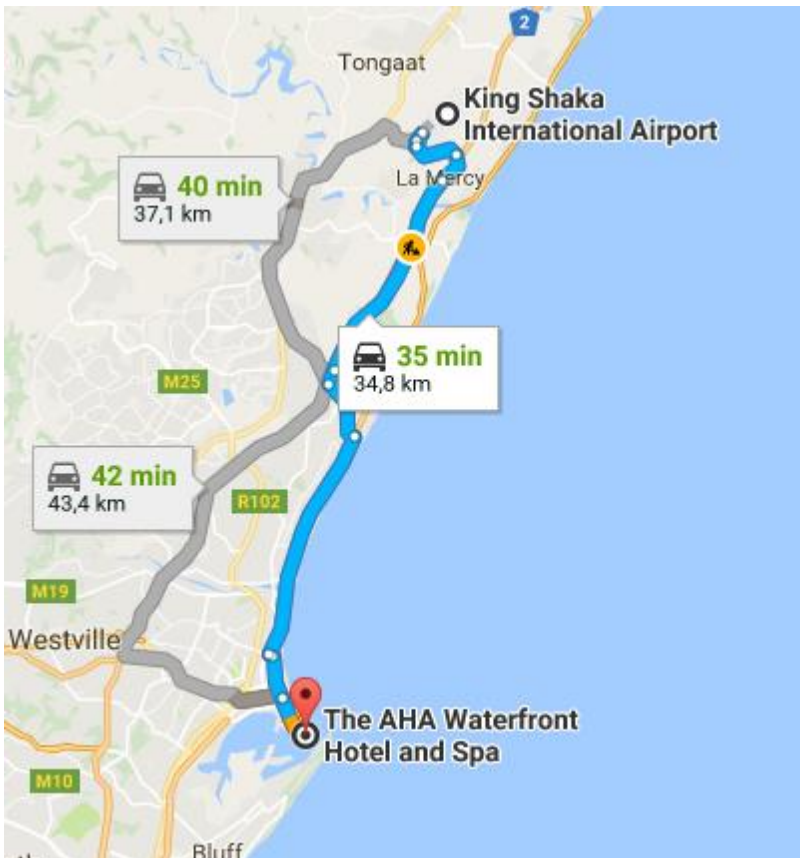 2
Tongaat
King Shaka
International Airport
La Mercy
40 min
37,1 km
35 min
34,8 km
M25
42 min
43,4 km
R102
M19
Westville
The AHA Waterfront
Hotel and Spa
M10
Bluff